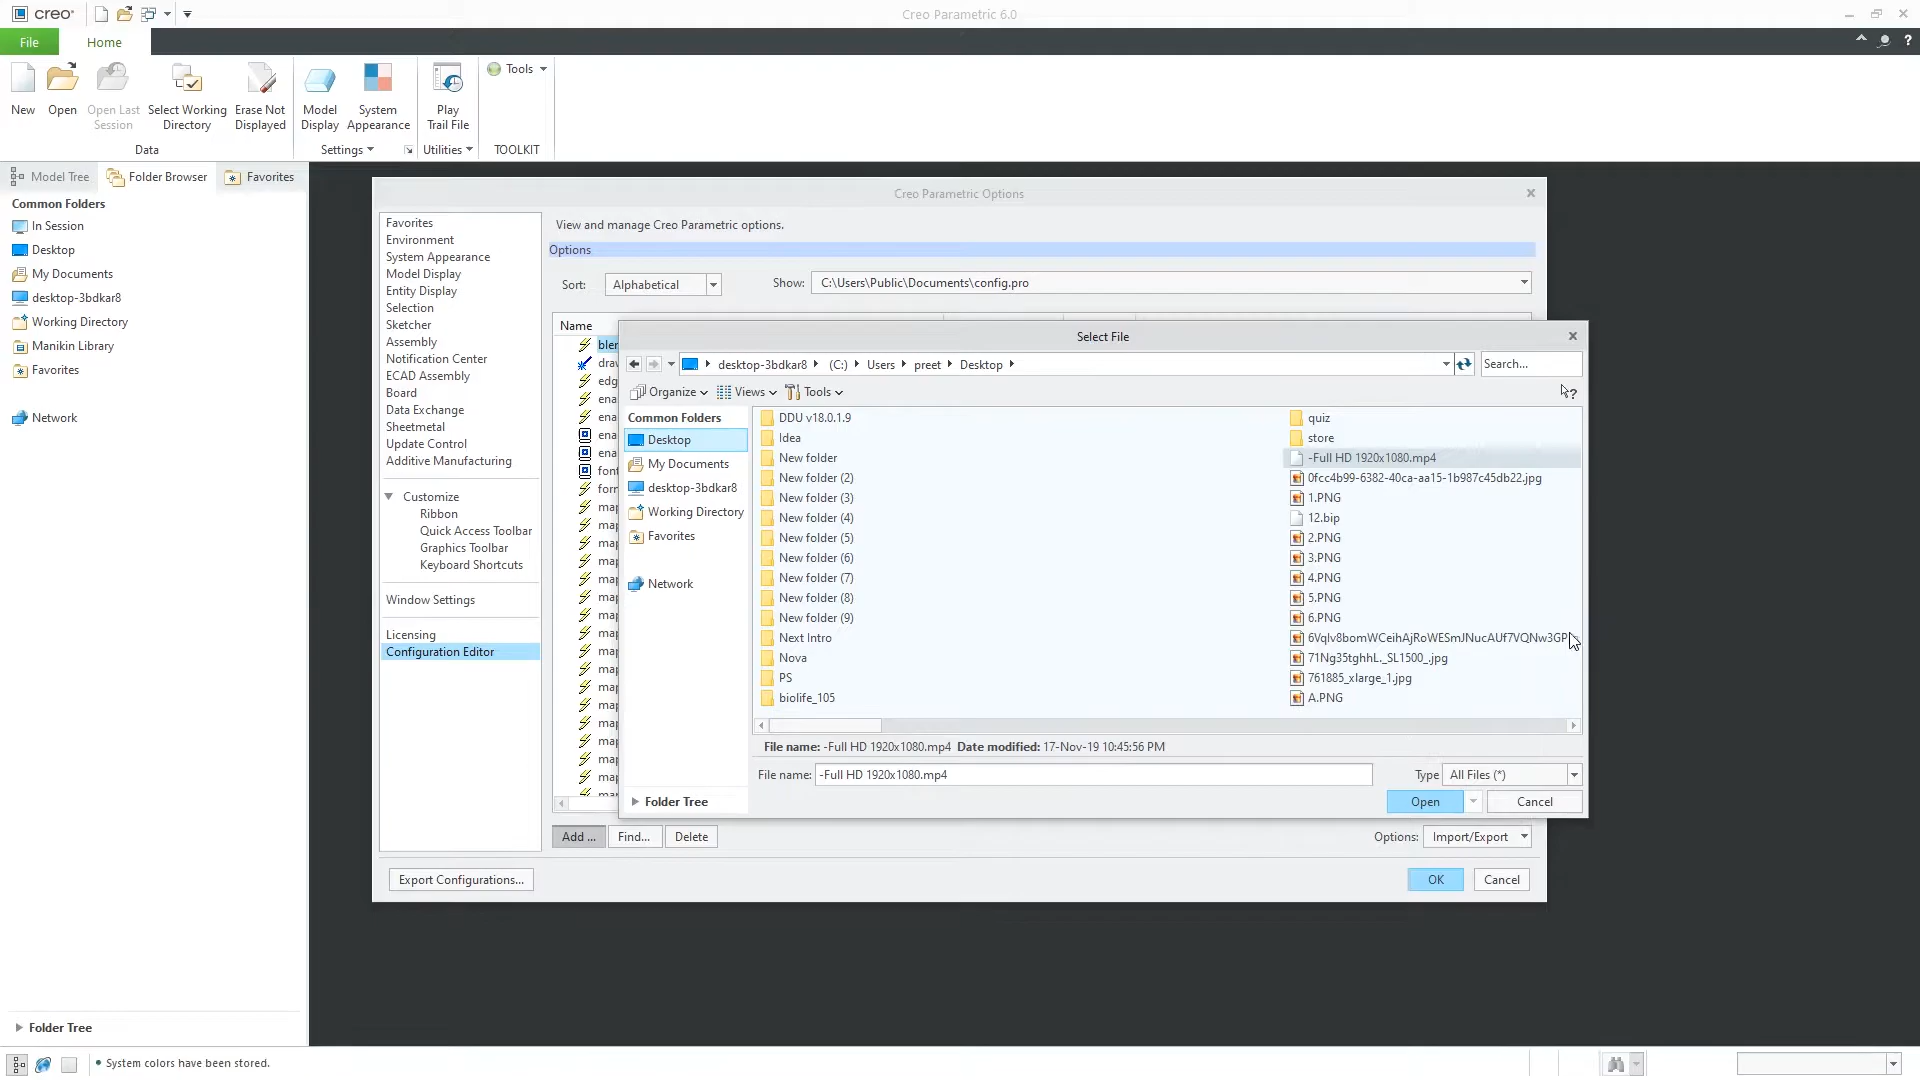 creo°
Creo Parametric 6.0
File
Home
?
New
Open
Open Last
Session
Select Working
Directory
Erase Not
Displayed
Model
Display
System
Appearance
Play
Trail File
Tools
Data
Settings
Utilities
TOOLKIT
Model Tree
Folder Browser
Favorites
Common Folders
In Session
Desktop
My Documents
desktop-3bdkar8
Working Directory
Manikin Library
Favorites
Network
Folder Tree
• System colors have been stored.
Creo Parametric Options
Favorites
Environment
System Appearance
Model Display
Entity Display
Selection
Sketcher
Assembly
Notification Center
ECAD Assembly
Board
Data Exchange
Sheetmetal
Update Control
Additive Manufacturing
Customize
Ribbon
Quick Access Toolbar
Graphics Toolbar
Keyboard Shortcuts
Window Settings
Licensing
Configuration Editor
View and manage Creo Parametric options.
Options
Sort:
Alphabetical
Show:
C:\Users\Public\Documents\config.pro
Name
Select File
desktop-3bdkar8
(C:)
Users
preet
Desktop
Search...
Organize
Views
Tools
?
Common Folders
Desktop
My Documents
desktop-3bdkar8
Working Directory
Favorites
Network
Folder Tree
DDU v18.0.1.9
Idea
New folder
New folder (2)
New folder (3)
New folder (4)
New folder (5)
New folder (6)
New folder (7)
New folder (8)
New folder (9)
Next Intro
Nova
PS
biolife_105
quiz
store
-Full HD 1920x1080.mp4
0fcc4b99-6382-40ca-aa15-1b987c45db22.jpg
1.PNG
12.bip
2.PNG
3.PNG
4.PNG
5.PNG
6.PNG
71Ng35tghhL._SL1500_.jpg
761885_xlarge_1.jpg
A.PNG
File name: -Full HD 1920x1080.mp4 Date modified: 17-Nov-19 10:45:56 PM
File name:
-Full HD 1920x1080.mp4
Type
All Files (*)
Open
Cancel
Add ...
Find...
Delete
Options:
Import/Export
Export Configurations...
OK
Cancel